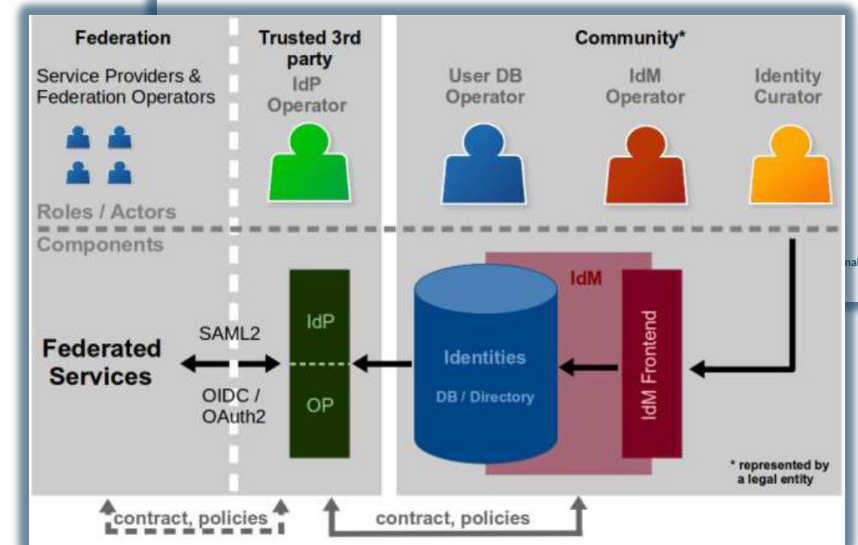 Federation
Trusted 3rd
party
Community*
Service Providers &
Federation Operators
IdP
Operator
User DB
Operator
IdM
Operator
Identity
Curator
Roles / Actors
Components
IdM
Federated
Services
SAML2
OIDC /
OAuth2
IdP
OP
Identities
DB / Directory
IdM Frontend
* represented by
a legal entity
contract, policies
contract, policies